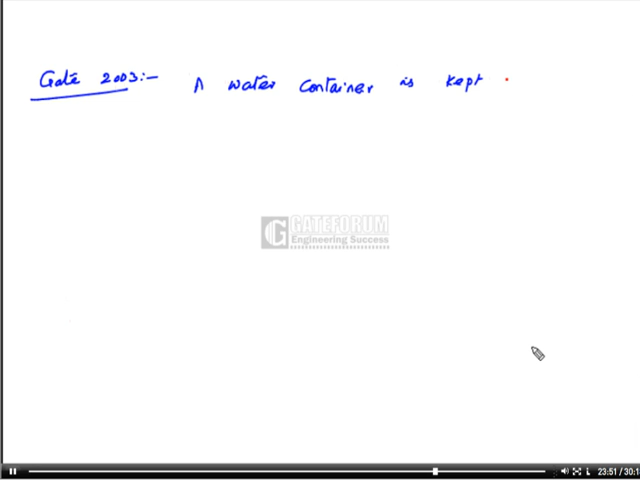 Gate 2003:- A water container is kept
GATEFORUM
Engineering Success
23:51 / 30:1